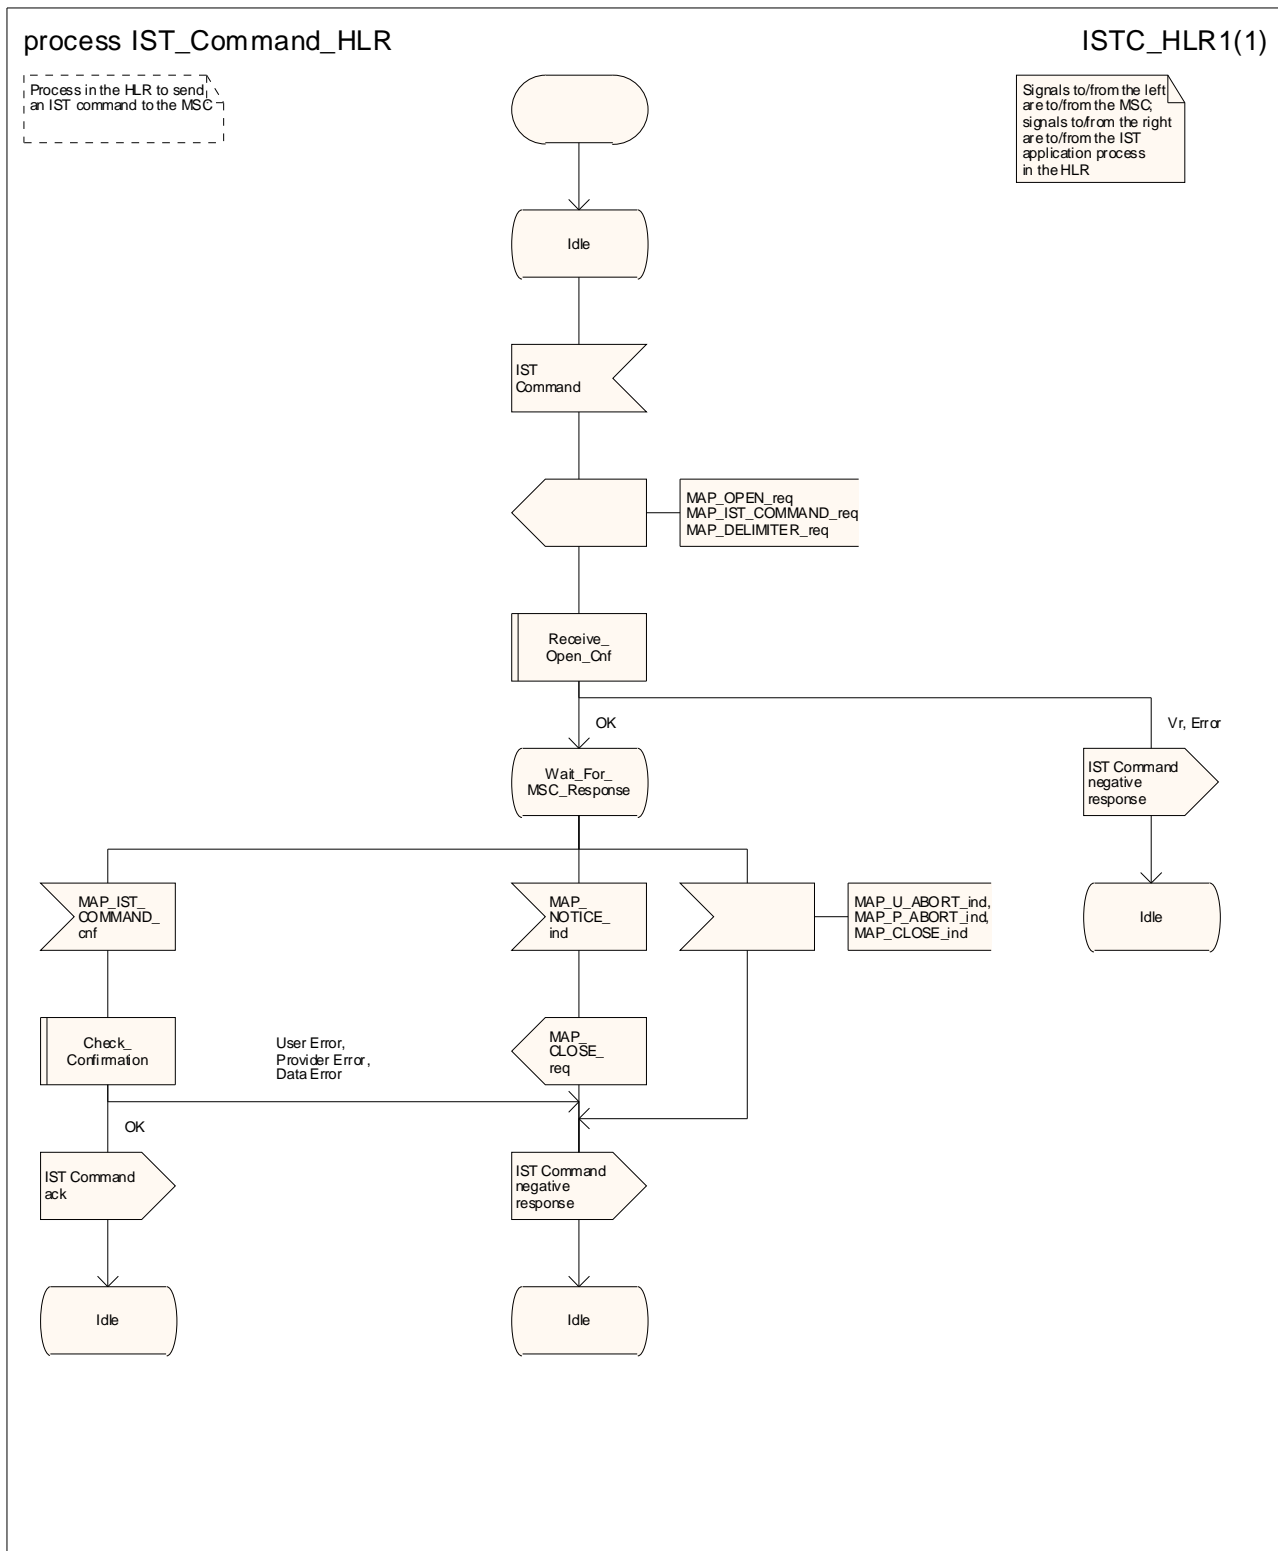 process IST_Command_HLR
ISTC_HLR1(1)
Process in the HLR to send
an IST command to the MSC
Signals to/from the left
are to/from the MSC;
signals to/from the right
are to/from the IST
application process
in the HLR
Idle
IST
Command
MAP_OPEN_req
MAP_IST_COMMAND_req
MAP_DELIMITER_req
Receive_
Open_Cnf
OK
Vr, Error
Wait_For_
MSC_Response
IST Command
negative
response
MAP_IST_
COMMAND_
cnf
MAP_
NOTICE_
ind
MAP_U_ABORT_ind,
MAP_P_ABORT_ind,
MAP_CLOSE_ind
Idle
Check_
Confirmation
User Error,
Provider Error,
Data Error
MAP_
CLOSE_
req
OK
IST Command
ack
IST Command
negative
response
Idle
Idle